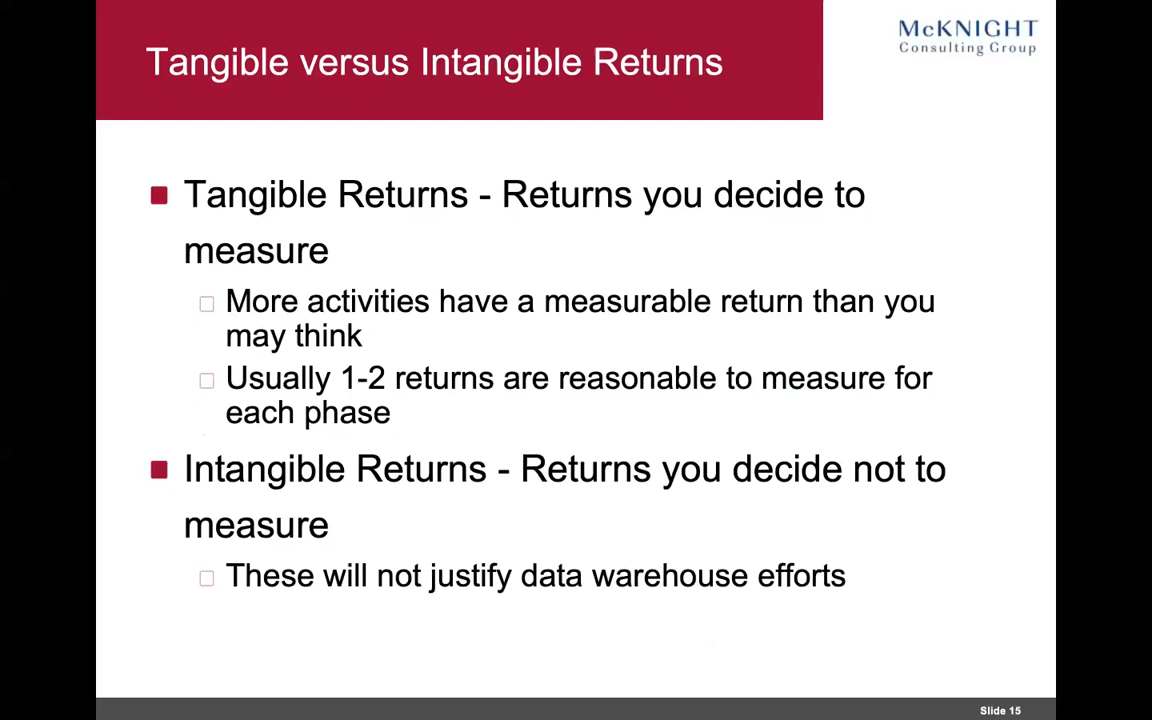 Tangible versus Intangible Returns
McKNIGHT
Consulting Group
Tangible Returns - Returns you decide to
measure
More activities have a measurable return than you
may think
Usually 1-2 returns are reasonable to measure for
each phase
Intangible Returns - Returns you decide not to
measure
These will not justify data warehouse efforts
Slide 15